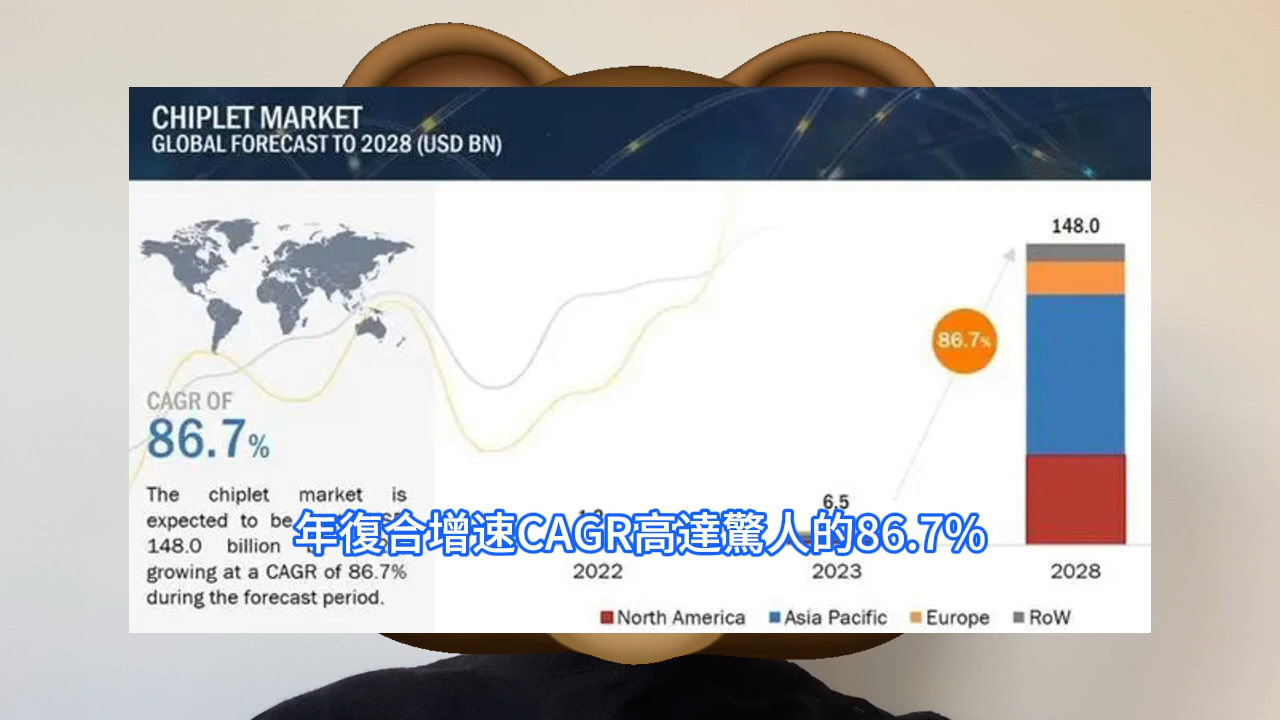 CHIPLET MARKET
GLOBAL FORECAST TO 2028 (USD BN)
148.0
86.7%
CAGR OF
86.7%
6.5
The chiplet market is
expected to be
148.0 billion
growing at a CAGR of 86.7%
during the forecast period.
年復合增速CAGR高達驚人的86.7%
2022
2023
2028
North America
Asia Pacific
Europe
RoW